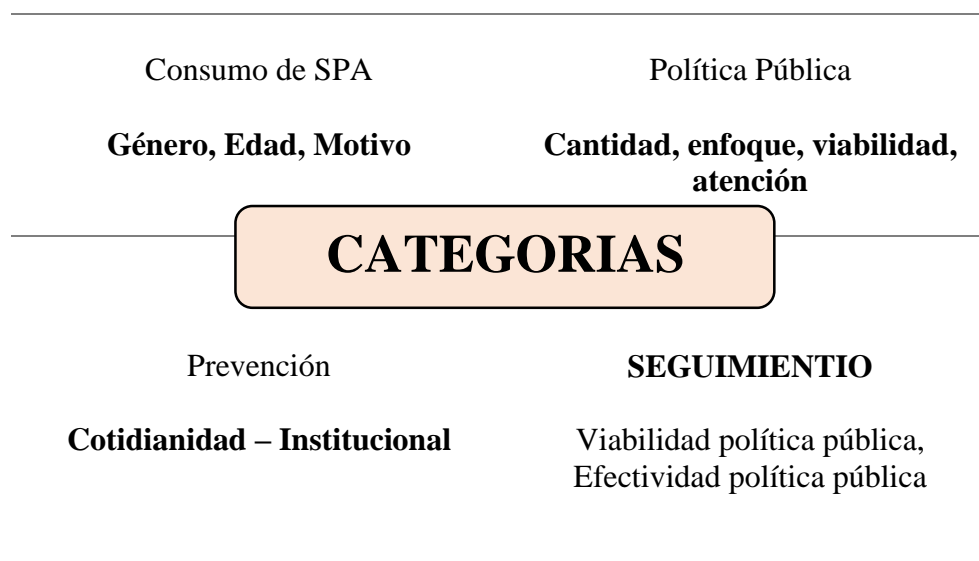 Consumo de SPA
Género, Edad, Motivo
Política Pública
Cantidad, enfoque, viabilidad,
atención
CATEGORIAS
Prevención
Cotidianidad – Institucional
SEGUIMIENTIO
Viabilidad política pública,
Efectividad política pública